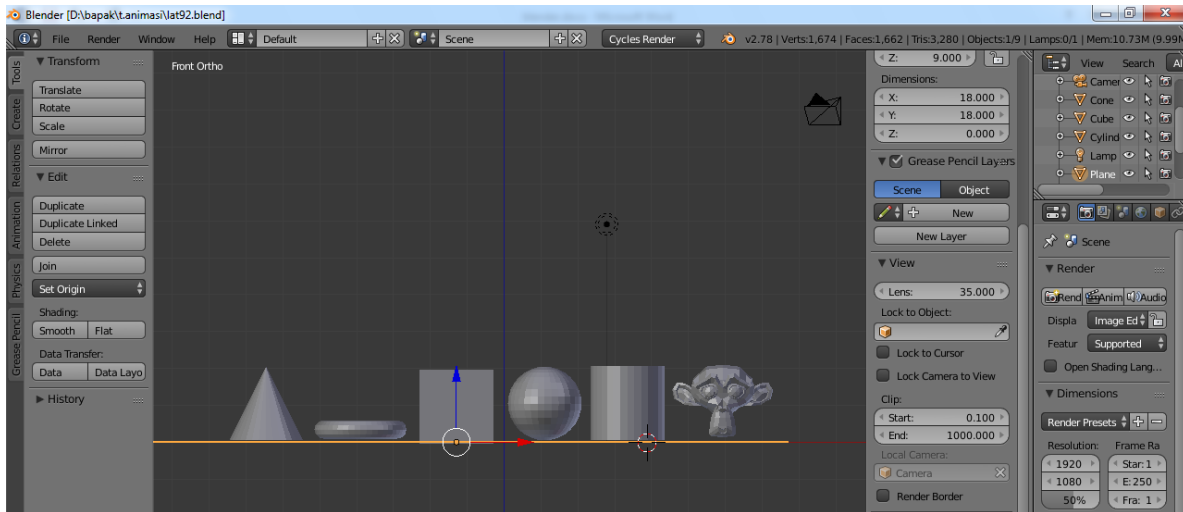 Blender [D:\bapak\t.animasi\lat92.blend]
File Render Window Help Default Scene Cycles Render v2.78 | Verts:1,674 | Faces:1,662 | Tris:3,280 | Objects:1/9 | Lamps:0/1 | Mem:10.73M (9.99M
Tools
Create
Relations
Animation
Physics
Grease Pencil
Transform
Translate
Rotate
Scale
Mirror
Edit
Duplicate
Duplicate Linked
Delete
Join
Set Origin
Shading:
Smooth Flat
Data Transfer:
Data Data Layo
History
Front Ortho
Z: 9.000
Dimensions:
X: 18.000
Y: 18.000
Z: 0.000
Grease Pencil Layers
Scene Object
New
New Layer
View
Lens: 35.000
Lock to Object:
Lock to Cursor
Lock Camera to View
Clip:
Start: 0.100
End: 1000.000
Local Camera:
Camera
Render Border
View Search Al
Camer
Cone
Cube
Cylind
Lamp
Plane
Scene
Render
Rend Anim Audio
Displa Image Ed
Featur Supported
Open Shading Lang...
Dimensions
Render Presets
Resolution: Frame Ra
1920 Star: 1
1080 E: 250
50% Fra: 1